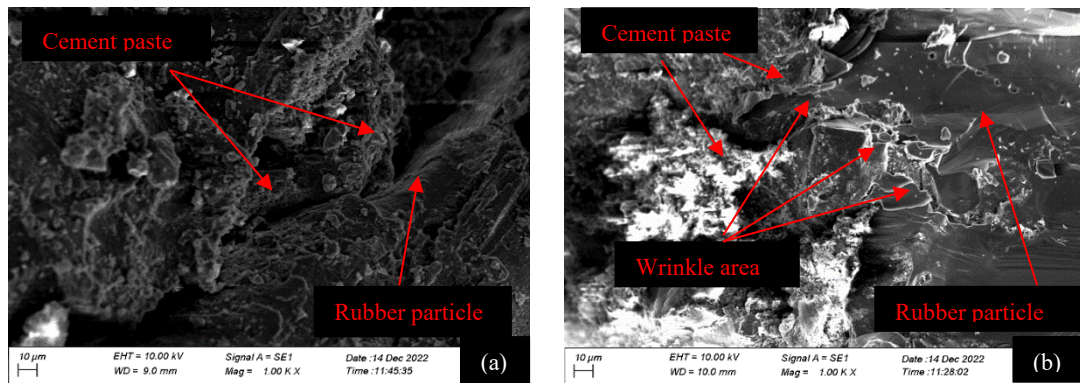 Cement paste
Rubber particle
10 µm
EHT = 10.00 kV
WD = 9.0 mm
Signal A = SE1
Mag = 1.00 K X
Date :14 Dec 2022
Time :11:45:35
(a)
Cement paste
Wrinkle area
Rubber particle
10 µm
EHT = 10.00 kV
WD = 10.0 mm
Signal A = SE1
Mag = 1.00 K X
Date :14 Dec 2022
Time :11:28:02
(b)